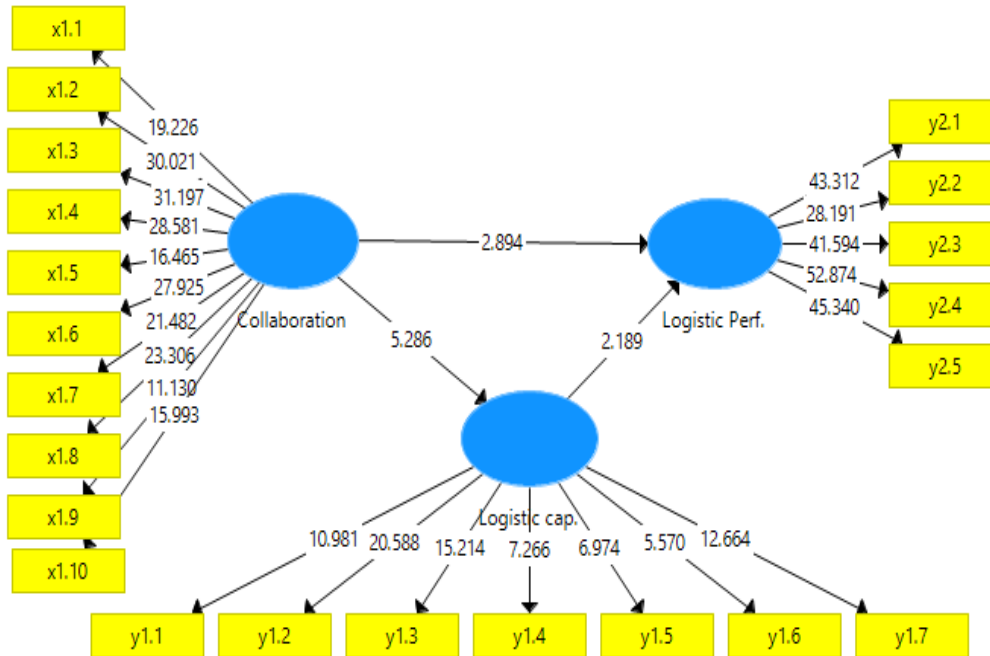 x1.1
x1.2
x1.3
x1.4
x1.5
x1.6
x1.7
x1.8
x1.9
x1.10
19.226
30.021
31.197
28.581
16.465
27.925
21.482
23.306
11.130
15.993
Collaboration
2.894
5.286
2.189
Logistic Perf.
43.312
28.191
41.594
52.874
45.340
y2.1
y2.2
y2.3
y2.4
y2.5
Logistic cap.
10.981
20.588
15.214
7.266
6.974
5.570
12.664
y1.1
y1.2
y1.3
y1.4
y1.5
y1.6
y1.7